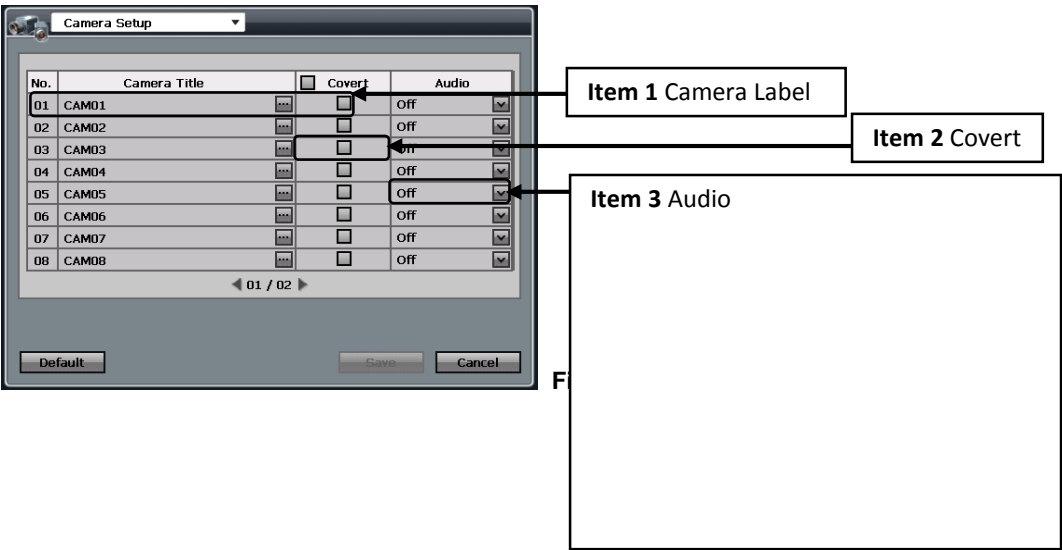 Camera Setup
No. Camera Title Covert Audio
01 CAM01 ... Off
02 CAM02 ... Off
03 CAM03 ... Off
04 CAM04 ... Off
05 CAM05 ... Off
06 CAM06 ... Off
07 CAM07 ... Off
08 CAM08 ... Off
01 / 02
Default Save Cancel
Item 1 Camera Label
Item 2 Covert
Item 3 Audio